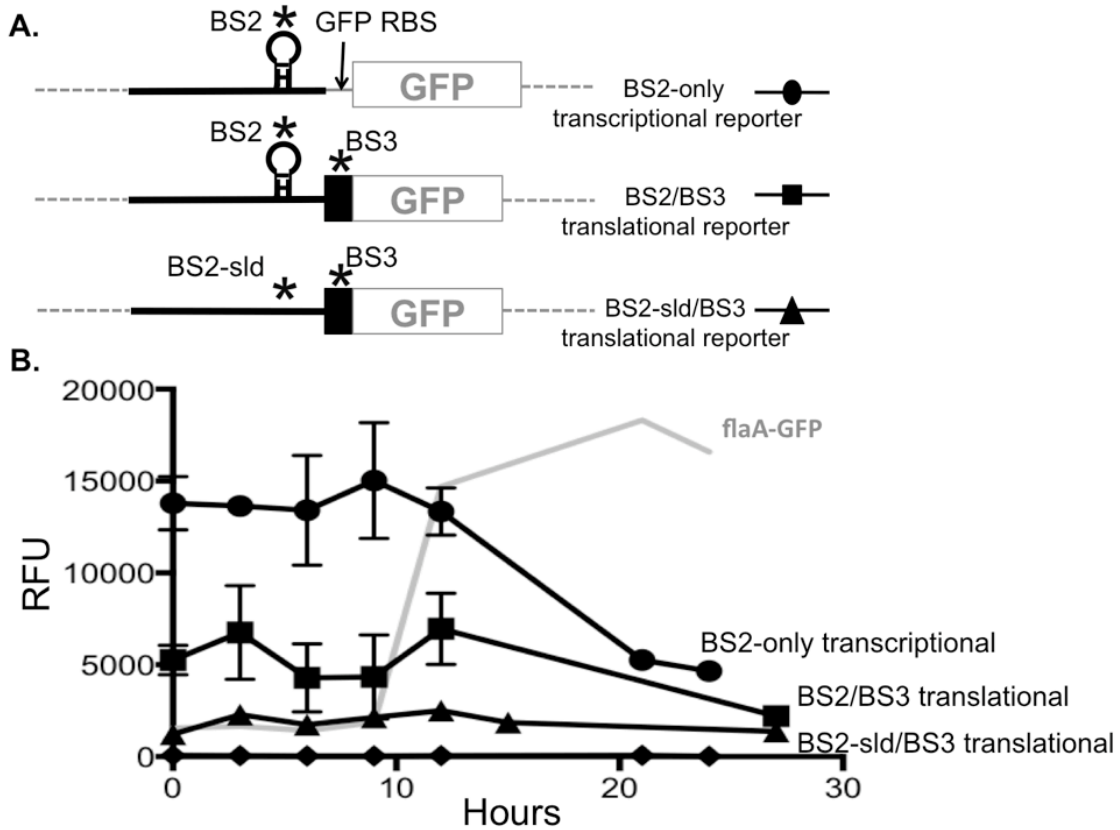 A.
BS2 * GFP RBS
GFP
BS2-only
transcriptional reporter
BS2 * BS3
*
GFP
BS2/BS3
translational reporter
BS2-sld * BS3
*
GFP
BS2-sld/BS3
translational reporter
B.
20000
15000
10000
5000
0
RFU
flaA-GFP
BS2-only transcriptional
BS2/BS3 translational
BS2-sld/BS3 translational
0 10 20 30
Hours